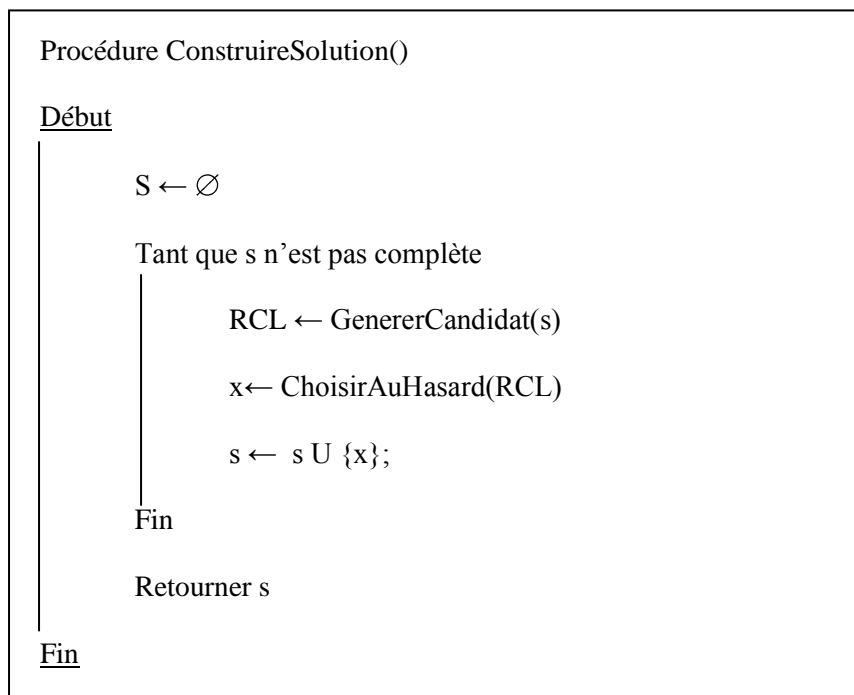 Procédure ConstruireSolution()
Début
S ← ∅
Tant que s n’est pas complète
RCL ← GenererCandidat(s)
x← ChoisirAuHasard(RCL)
s ← s U {x};
Fin
Retourner s
Fin